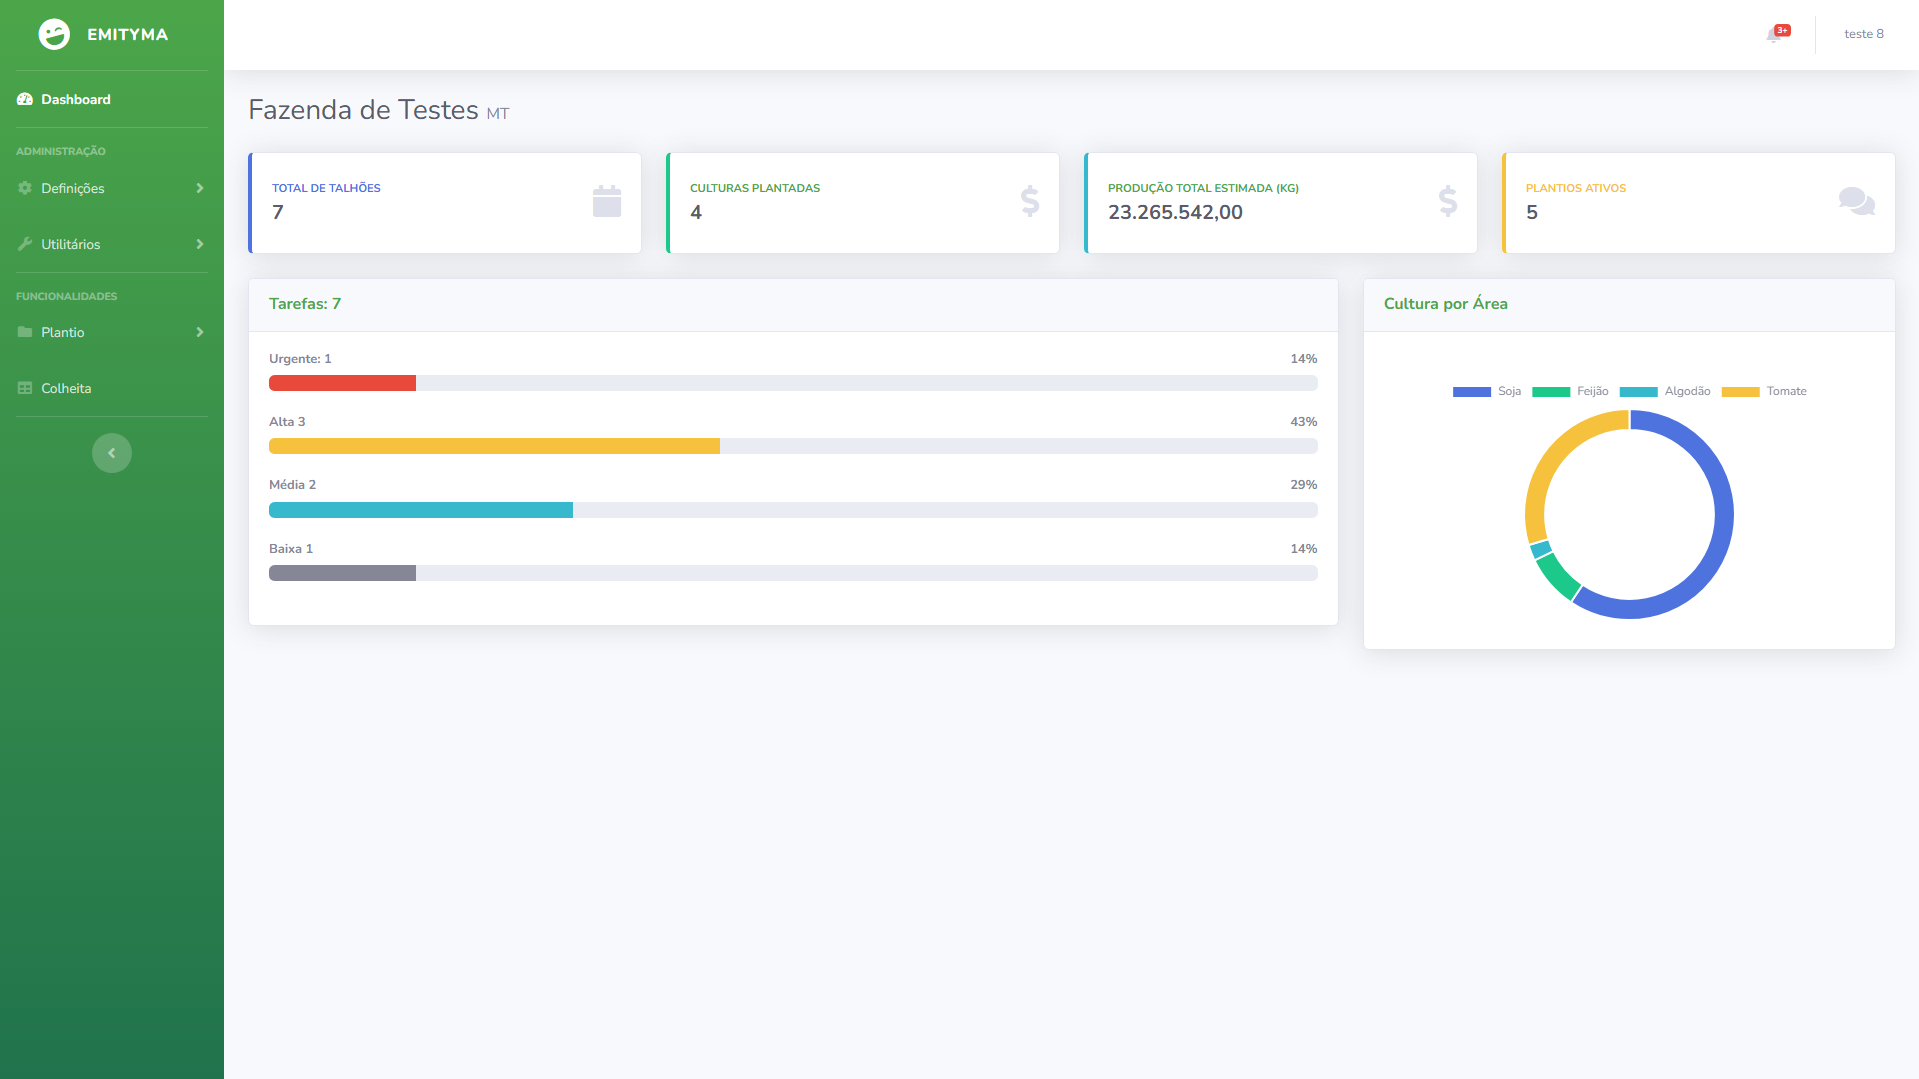 EMITYMA
Dashboard
ADMINISTRAÇÃO
Definições
Utilitários
FUNCIONALIDADES
Plantio
Colheita
3+
teste 8
Fazenda de Testes MT
TOTAL DE TALHÕES
7
CULTURAS PLANTADAS
4
PRODUÇÃO TOTAL ESTIMADA (KG)
23.265.542,00
PLANTIOS ATIVOS
5
Tarefas: 7
Urgente: 1 14%
Alta 3 43%
Média 2 29%
Baixa 1 14%
Cultura por Área
Soja Feijão Algodão Tomate